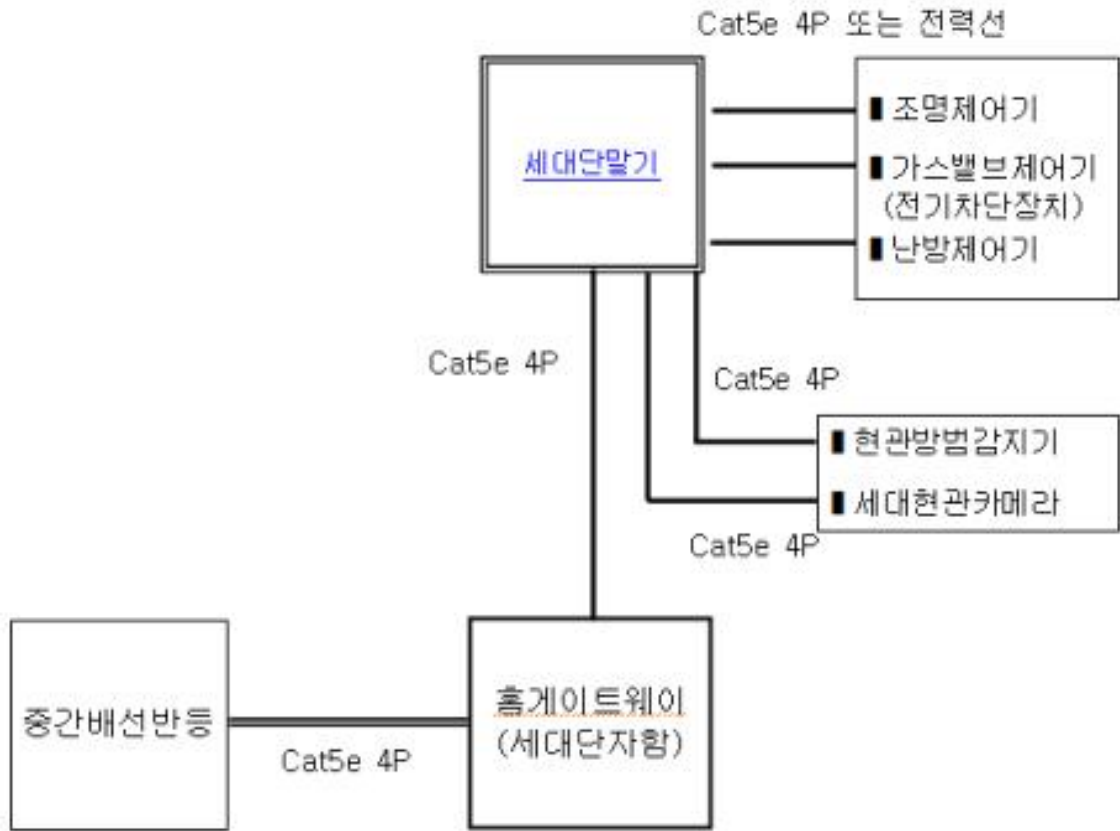 Cat5e 4P 또는 전력선
세대단말기
▮조명제어기
▮가스밸브제어기
(전기차단장치)
▮난방제어기
Cat5e 4P
Cat5e 4P
▮현관방범감지기
▮세대현관카메라
Cat5e 4P
중간배선반등
Cat5e 4P
홈게이트웨이
(세대단자함)